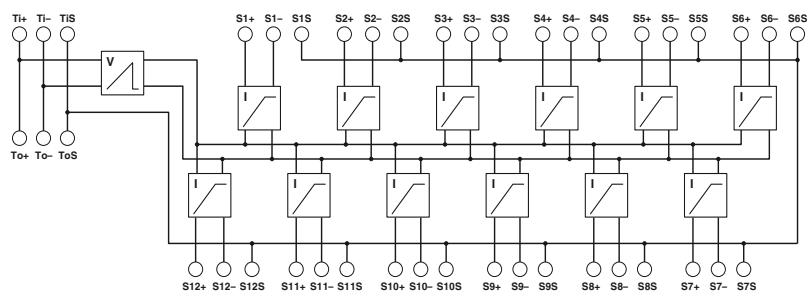 Ti+ Ti– TiS S1+ S1– S1S S2+ S2– S2S S3+ S3– S3S S4+ S4– S4S S5+ S5– S5S S6+ S6– S6S
V I I I I I I
To+ To– ToS
I I I I I I
S12+ S12– S12S S11+ S11– S11S S10+ S10– S10S S9+ S9– S9S S8+ S8– S8S S7+ S7– S7S